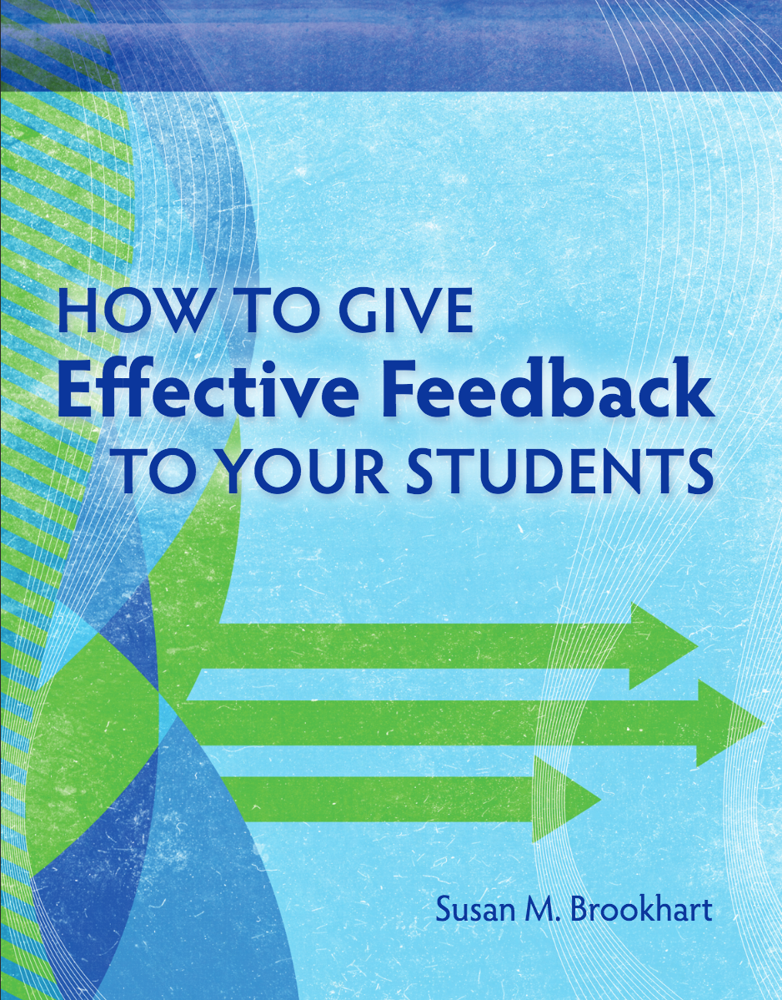 HOW TO GIVE
Effective Feedback
TO YOUR STUDENTS
Susan M. Brookhart